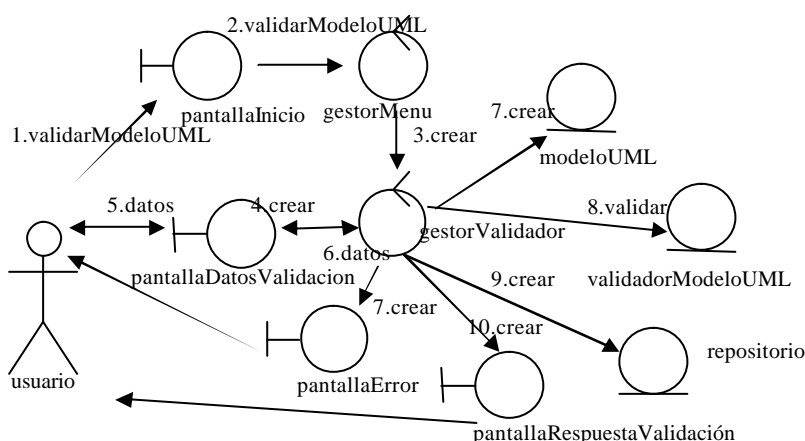 2.validarModeloUML
pantallaInicio
gestorMenu
7.crear
1.validarModeloUML
3.crear
modeloUML
5.datos
4.crear
8.validar
gestorValidador
6.datos
pantallaDatosValidacion
9.crear
validadorModeloUML
7.crear
10.crear
repositorio
usuario
pantallaError
pantallaRespuestaValidación